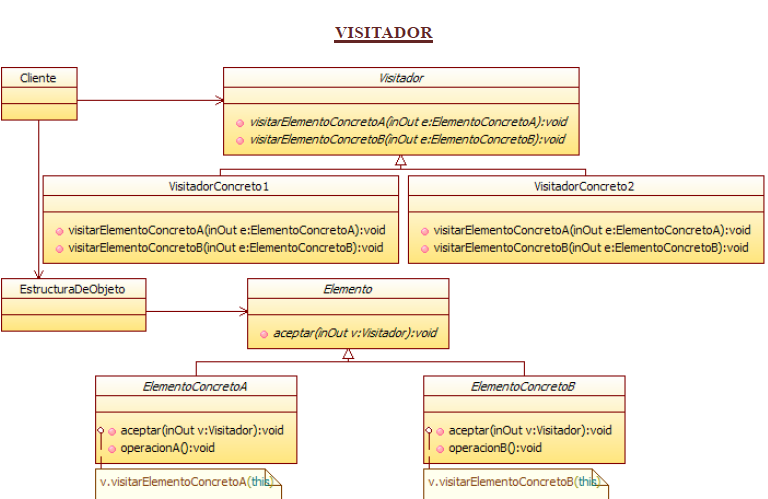 VISITADOR
Cliente
Visitador
visitarElementoConcretoA(inOut e:ElementoConcretoA):void
visitarElementoConcretoB(inOut e:ElementoConcretoB):void
VisitadorConcreto1
visitarElementoConcretoA(inOut e:ElementoConcretoA):void
visitarElementoConcretoB(inOut e:ElementoConcretoB):void
VisitadorConcreto2
visitarElementoConcretoA(inOut e:ElementoConcretoA):void
visitarElementoConcretoB(inOut e:ElementoConcretoB):void
EstructuraDeObjeto
Elemento
aceptar(inOut v:Visitador):void
ElementoConcretoA
aceptar(inOut v:Visitador):void
operacionA():void
v.visitarElementoConcretoA(this)
ElementoConcretoB
aceptar(inOut v:Visitador):void
operacionB():void
v.visitarElementoConcretoB(this)